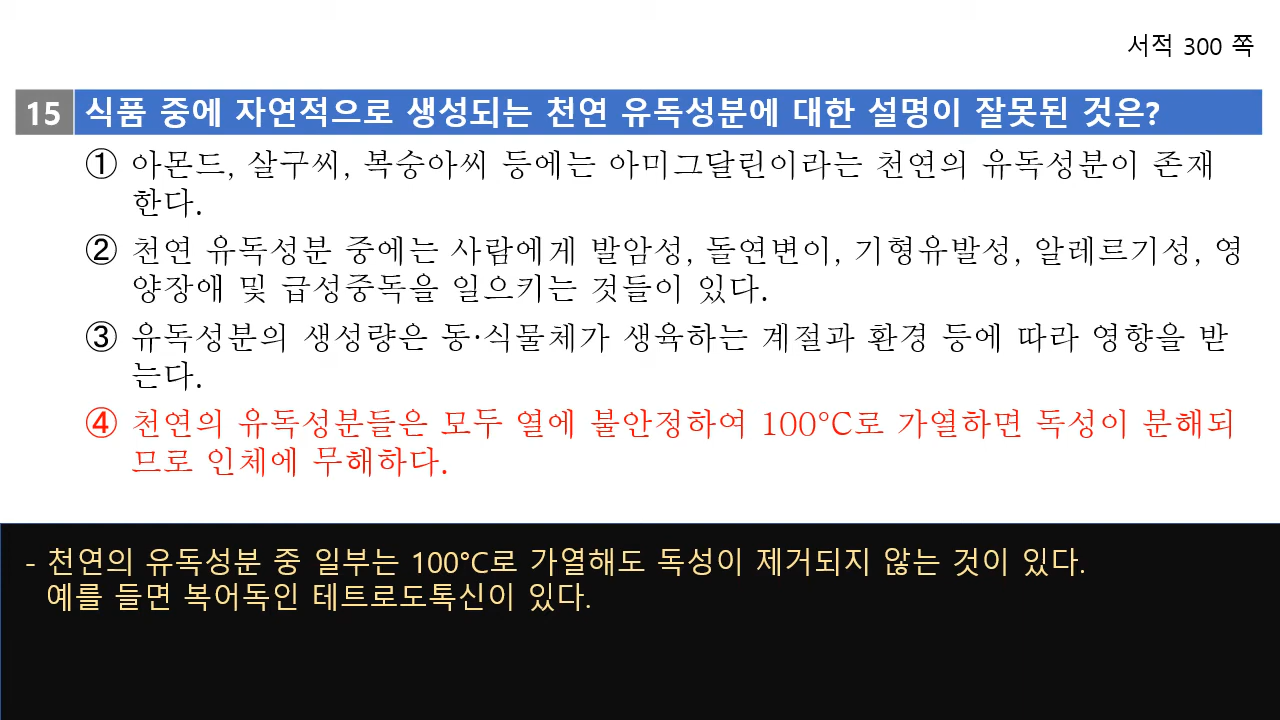 서적 300 쪽
15 식품 중에 자연적으로 생성되는 천연 유독성분에 대한 설명이 잘못된 것은?
① 아몬드, 살구씨, 복숭아씨 등에는 아미그달린이라는 천연의 유독성분이 존재
한다.
② 천연 유독성분 중에는 사람에게 발암성, 돌연변이, 기형유발성, 알레르기성, 영
양장애 및 급성중독을 일으키는 것들이 있다.
③ 유독성분의 생성량은 동·식물체가 생육하는 계절과 환경 등에 따라 영향을 받
는다.
④ 천연의 유독성분들은 모두 열에 불안정하여 100°C로 가열하면 독성이 분해되
므로 인체에 무해하다.
- 천연의 유독성분 중 일부는 100°C로 가열해도 독성이 제거되지 않는 것이 있다.
예를 들면 복어독인 테트로도톡신이 있다.